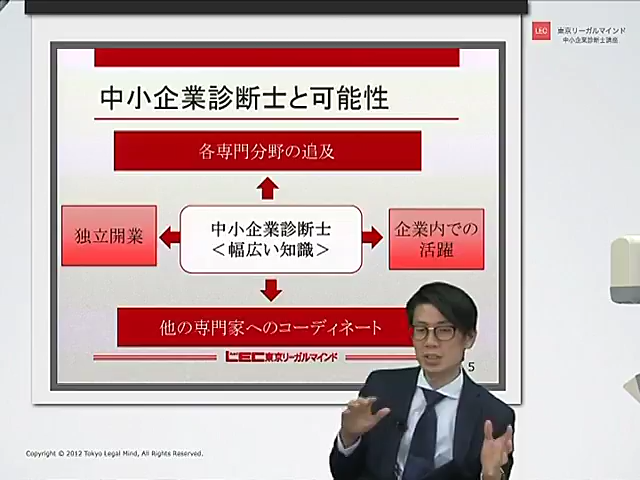 LEC 東京リーガルマインド
中小企業診断士講座
中小企業診断士と可能性
各専門分野の追及
独立開業
中小企業診断士
＜幅広い知識＞
企業内での
活躍
他の専門家へのコーディネート
LEC東京リーガルマインド
5
Copyright © 2012 Tokyo Legal Mind, All Rights Reserved.